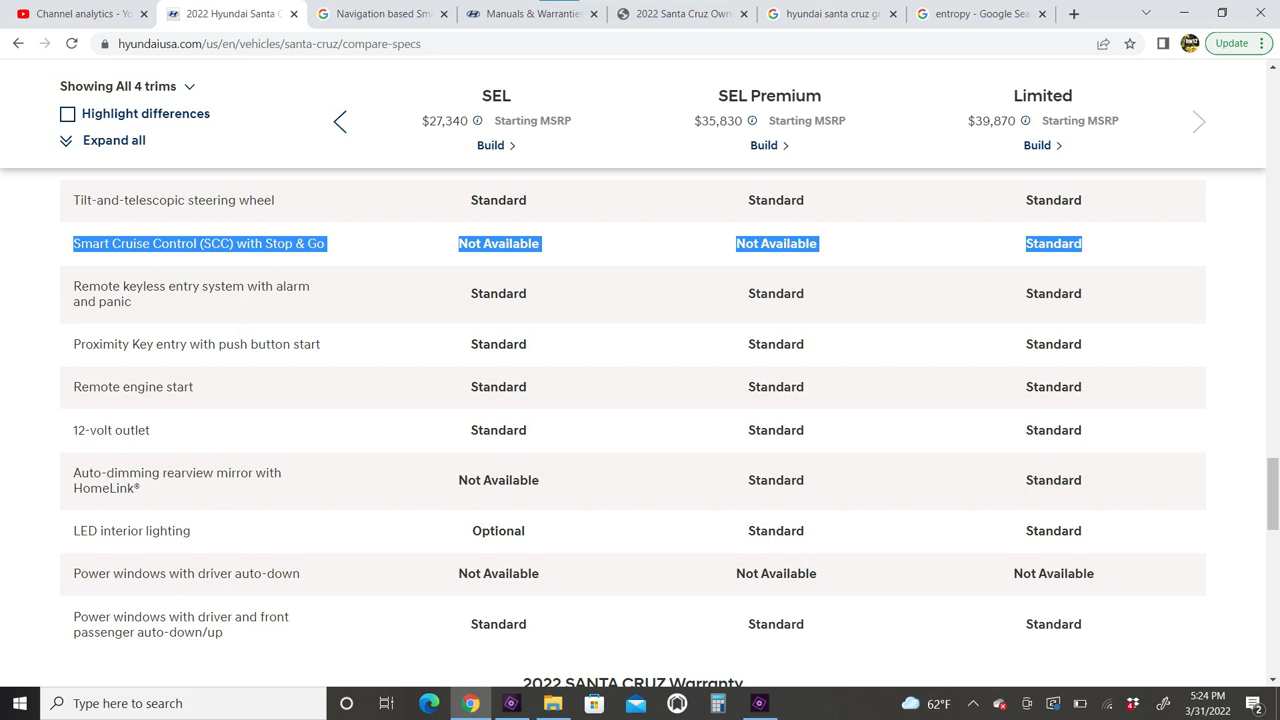 Channel analytics - Yo
2022 Hyundai Santa C
Navigation based Sm
Manuals & Warrantie
2022 Santa Cruz Own
hyundai santa cruz gr
entropy - Google Sea
hyundaiusa.com/us/en/vehicles/santa-cruz/compare-specs
Update
Showing All 4 trims
Highlight differences
Expand all
SEL
SEL Premium
Limited
$27,340 Starting MSRP
$35,830 Starting MSRP
$39,870 Starting MSRP
Build
Build
Build
Tilt-and-telescopic steering wheel Standard Standard Standard
Smart Cruise Control (SCC) with Stop & Go Not Available Not Available Standard
Remote keyless entry system with alarm
and panic
Standard Standard Standard
Proximity Key entry with push button start Standard Standard Standard
Remote engine start Standard Standard Standard
12-volt outlet Standard Standard Standard
Auto-dimming rearview mirror with
HomeLink®
Not Available Standard Standard
LED interior lighting Optional Standard Standard
Power windows with driver auto-down Not Available Not Available Not Available
Power windows with driver and front
passenger auto-down/up
Standard Standard Standard
2022 SANTA CRUZ Warranty
Type here to search
62°F
5:24 PM
3/31/2022
4
2